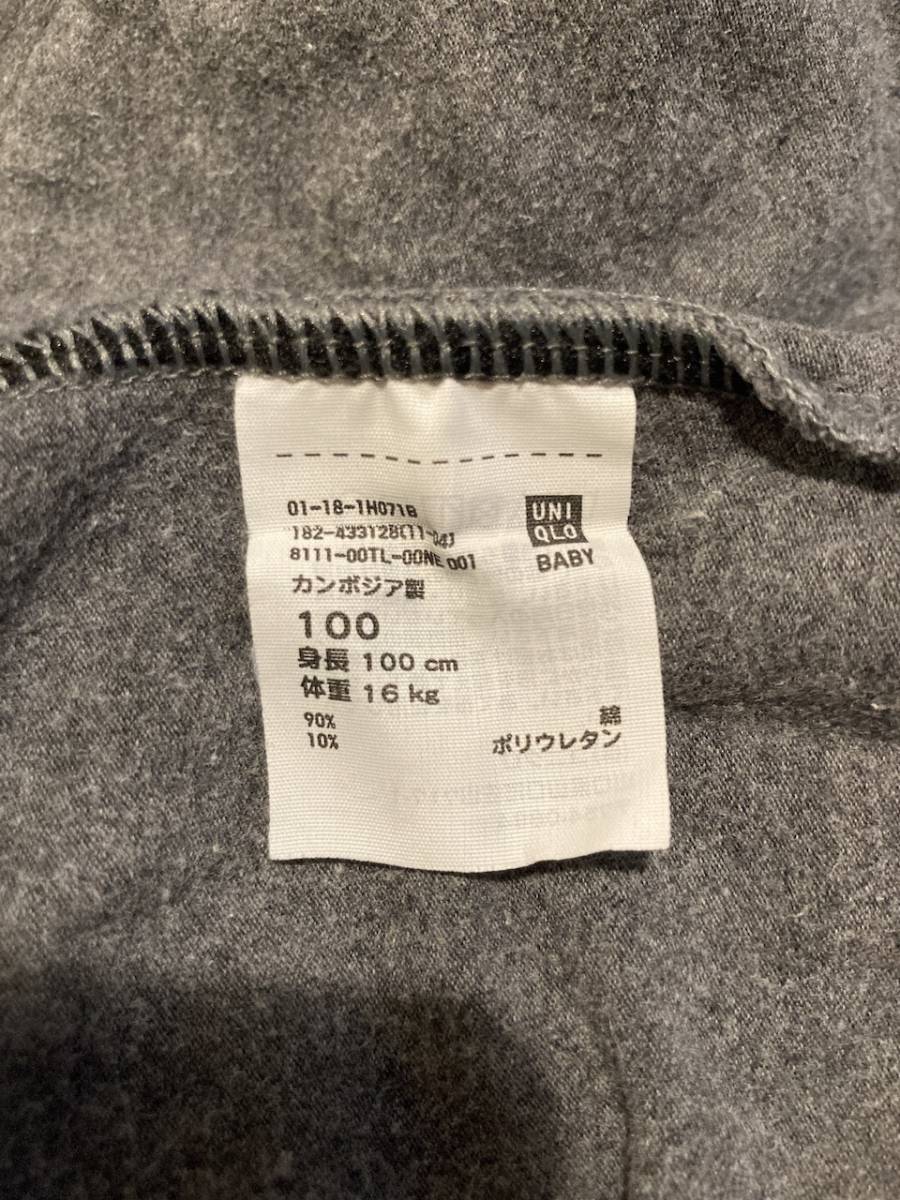 01-18-1H071B
182-433128(11-04)
8111-00TL-00NE 001
UNI
QLO
BABY
カンボジア製
100
身長 100 cm
体重 16 kg
90% 綿
10% ポリウレタン